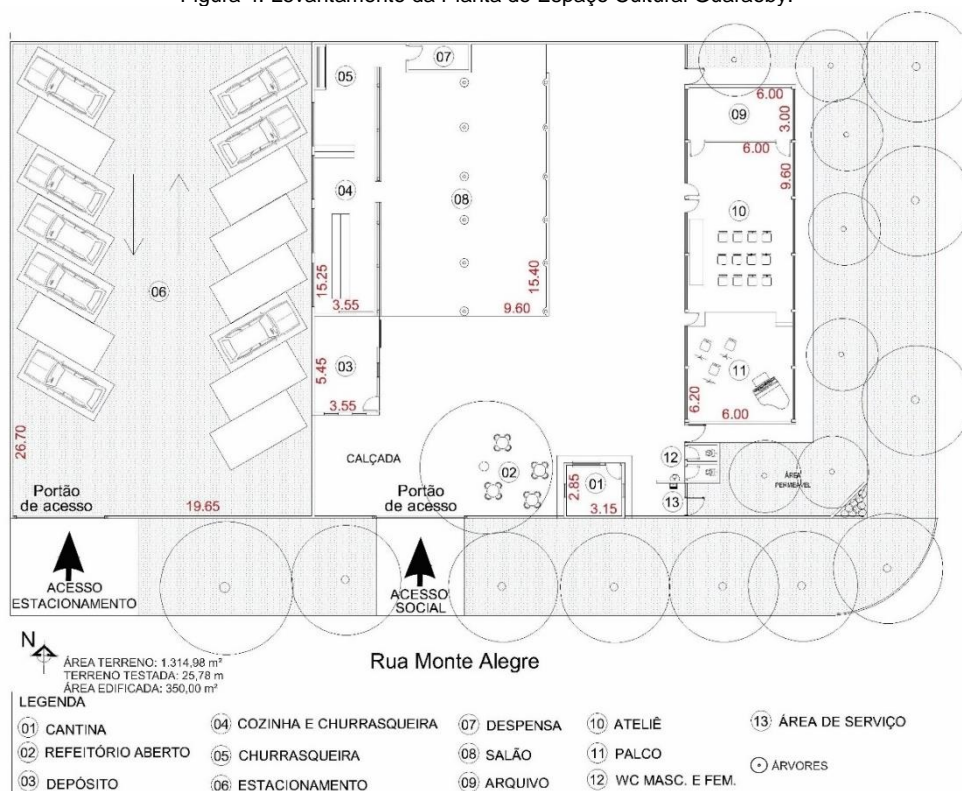 Figura 4. Levantamento da Planta do Espaço Cultural Guaraoby.
07
05
09
6.00
3.00
6.00
9.60
04
08
10
06
15.25
3.55
15.40
9.60
03
5.45
3.55
11
6.20
6.00
26.70
CALÇADA
02
12
01
2.85
3.15
13
ÁREA
PERMEÁVEL
Portão
de acesso
19.65
Portão
de acesso
ACESSO
ESTACIONAMENTO
ACESSO
SOCIAL
N
ÁREA TERRENO: 1.314,98 m²
TERRENO TESTADA: 25,78 m
ÁREA EDIFICADA: 350,00 m²
Rua Monte Alegre
LEGENDA
01 CANTINA
02 REFEITÓRIO ABERTO
03 DEPÓSITO
04 COZINHA E CHURRASQUEIRA
05 CHURRASQUEIRA
06 ESTACIONAMENTO
07 DESPENSA
08 SALÃO
09 ARQUIVO
10 ATELIÊ
11 PALCO
12 WC MASC. E FEM.
13 ÁREA DE SERVIÇO
ÁRVORES